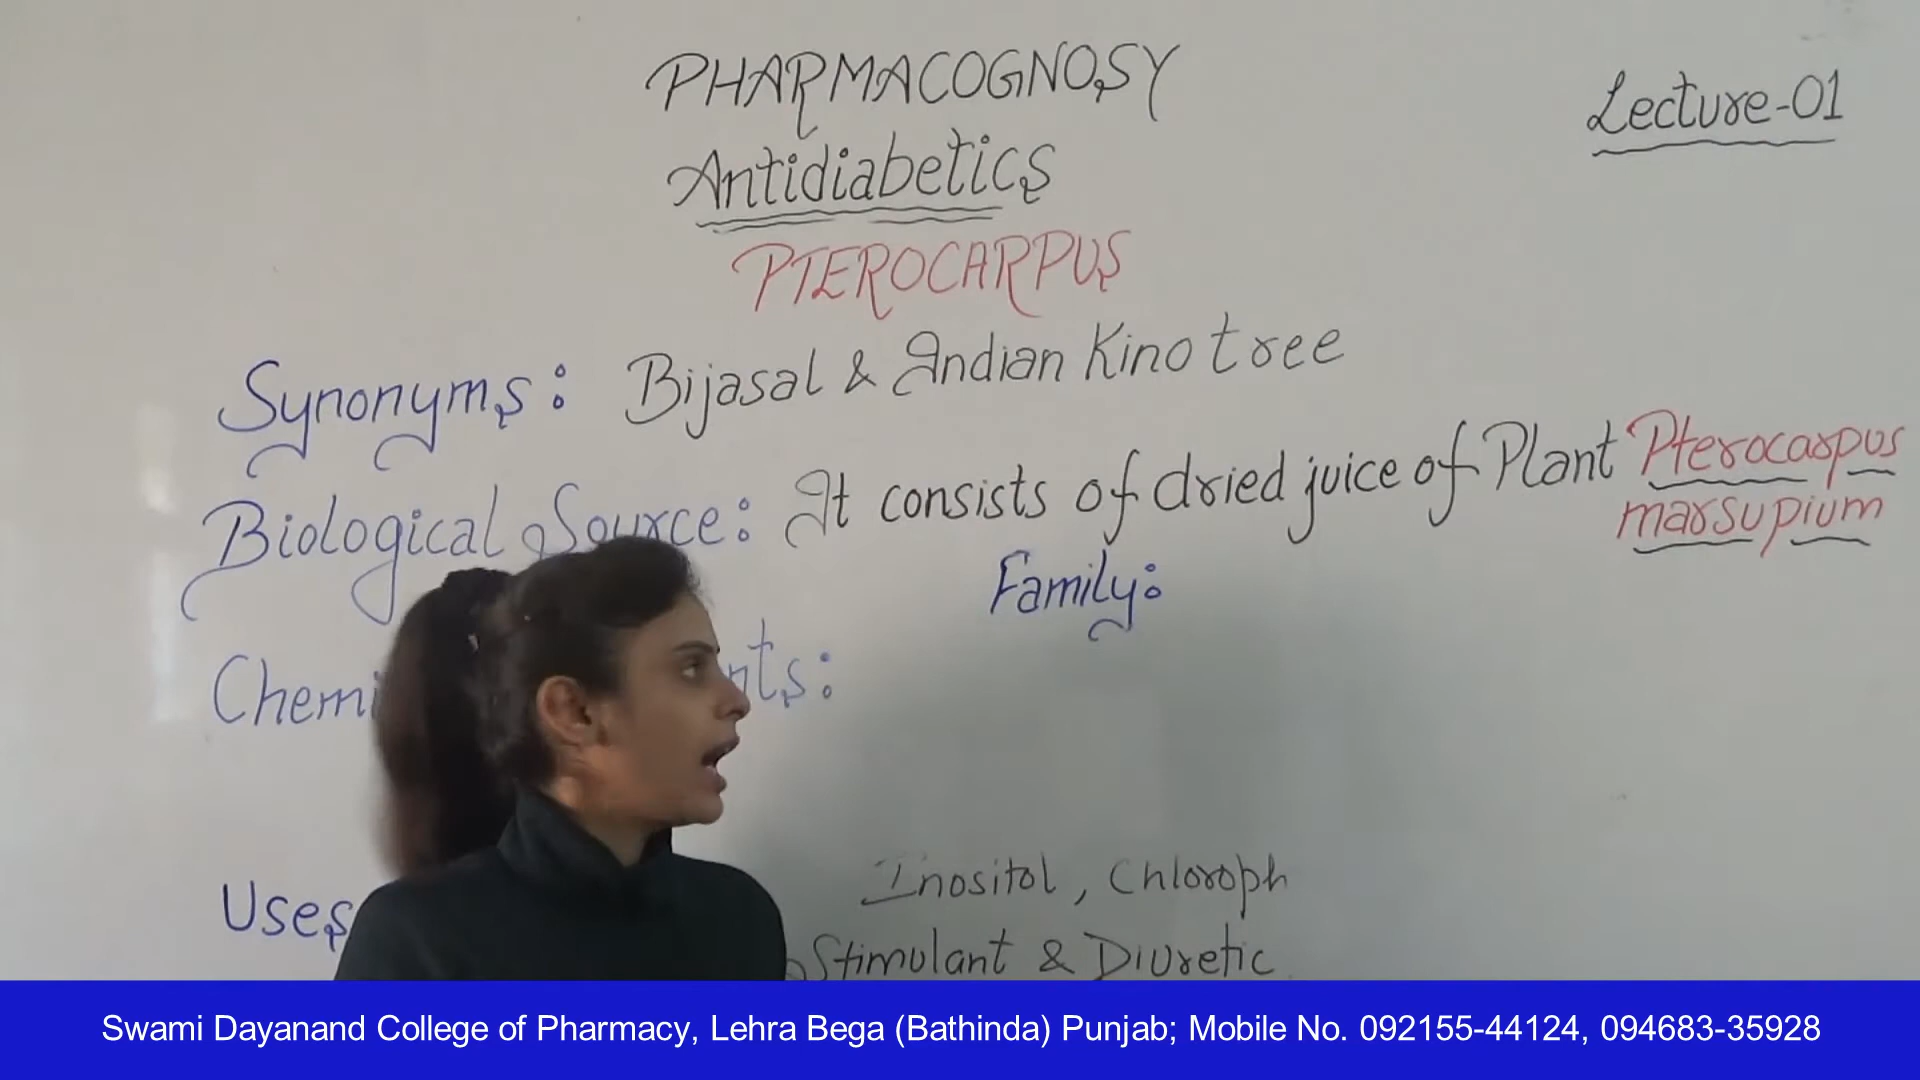 PHARMACOGNOSY
Lecture-01
Antidiabetics
PTEROCARPUS
Synonyms: Bijasal & Indian Kino tree
Biological Source: It consists of dried juice of Plant Pterocarpus
marsupium
Family:
Uses
Inositol, Chloroph
Stimulant & Diuretic
Swami Dayanand College of Pharmacy, Lehra Bega (Bathinda) Punjab; Mobile No. 092155-44124, 094683-35928